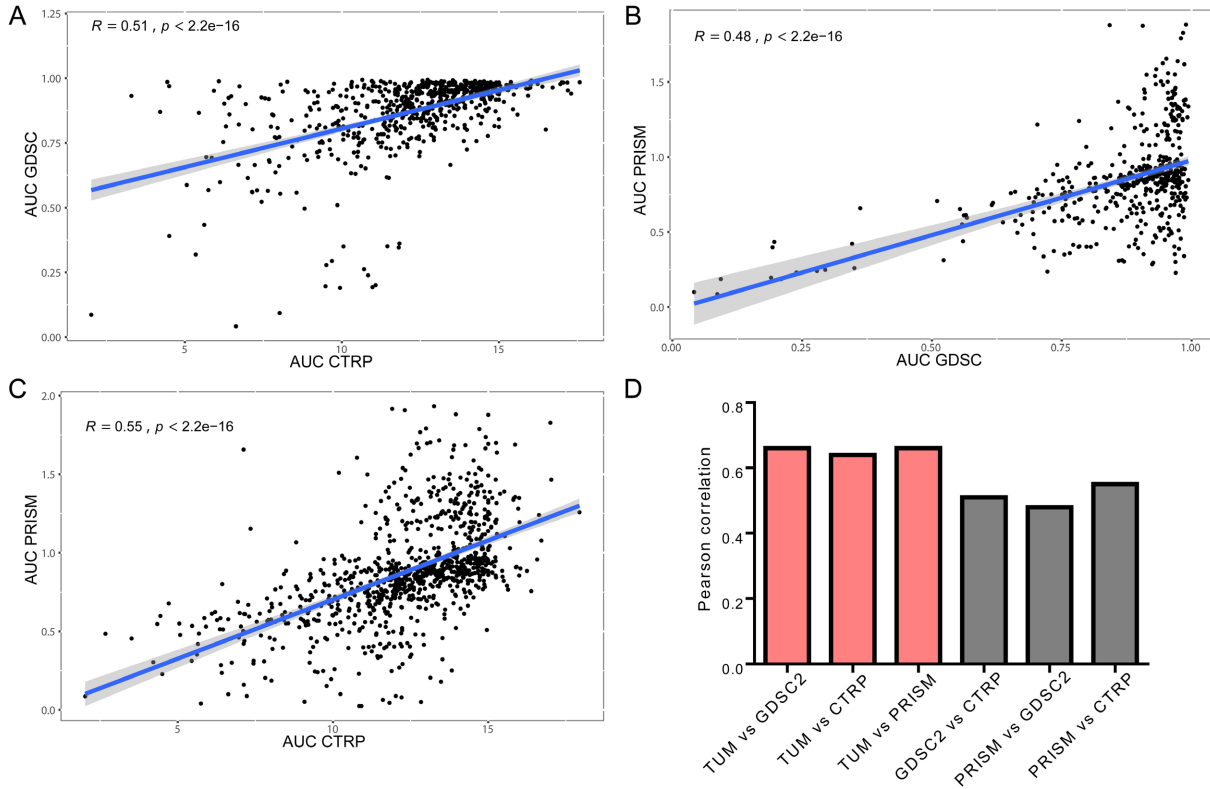 A
R = 0.51 , p < 2.2e−16
1.25
1.00
0.75
0.50
0.25
0.00
AUC GDSC
5
10
15
AUC CTRP
B
R = 0.48 , p < 2.2e−16
1.5
1.0
0.5
0.0
AUC PRISM
0.00
0.25
0.50
0.75
1.00
AUC GDSC
C
R = 0.55 , p < 2.2e−16
2.0
1.5
1.0
0.5
0.0
AUC PRISM
5
10
15
AUC CTRP
D
0.8
0.6
0.4
0.2
0.0
Pearson correlation
TUM vs GDSC2
TUM vs CTRP
TUM vs PRISM
GDSC2 vs CTRP
PRISM vs GDSC2
PRISM vs CTRP